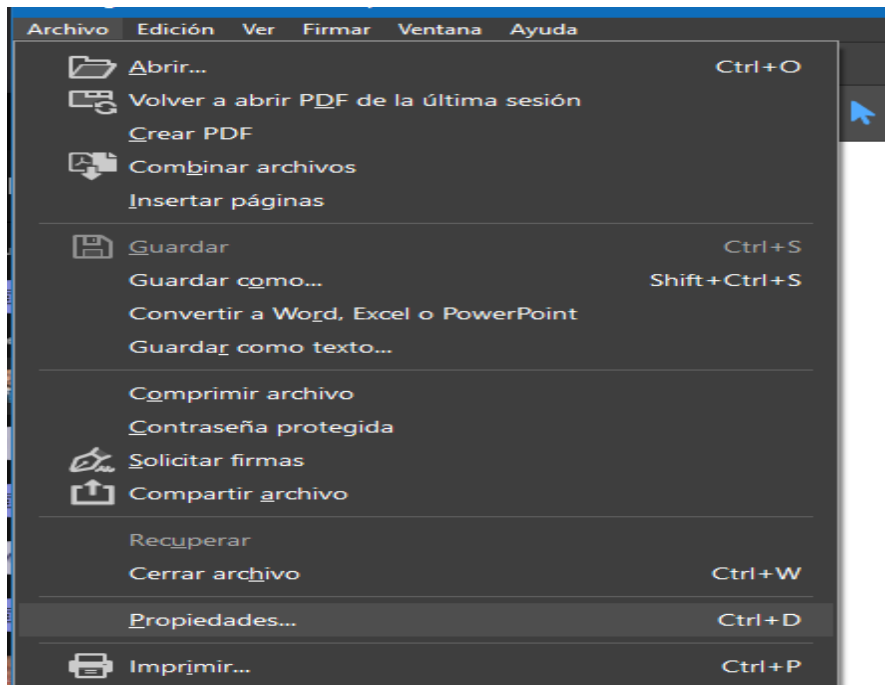 Archivo Edición Ver Firmar Ventana Ayuda
Abrir... Ctrl+O
Volver a abrir PDF de la última sesión
Crear PDF
Combinar archivos
Insertar páginas
Guardar Ctrl+S
Guardar como... Shift+Ctrl+S
Convertir a Word, Excel o PowerPoint
Guardar como texto...
Comprimir archivo
Contraseña protegida
Solicitar firmas
Compartir archivo
Recuperar
Cerrar archivo Ctrl+W
Propiedades... Ctrl+D
Imprimir... Ctrl+P